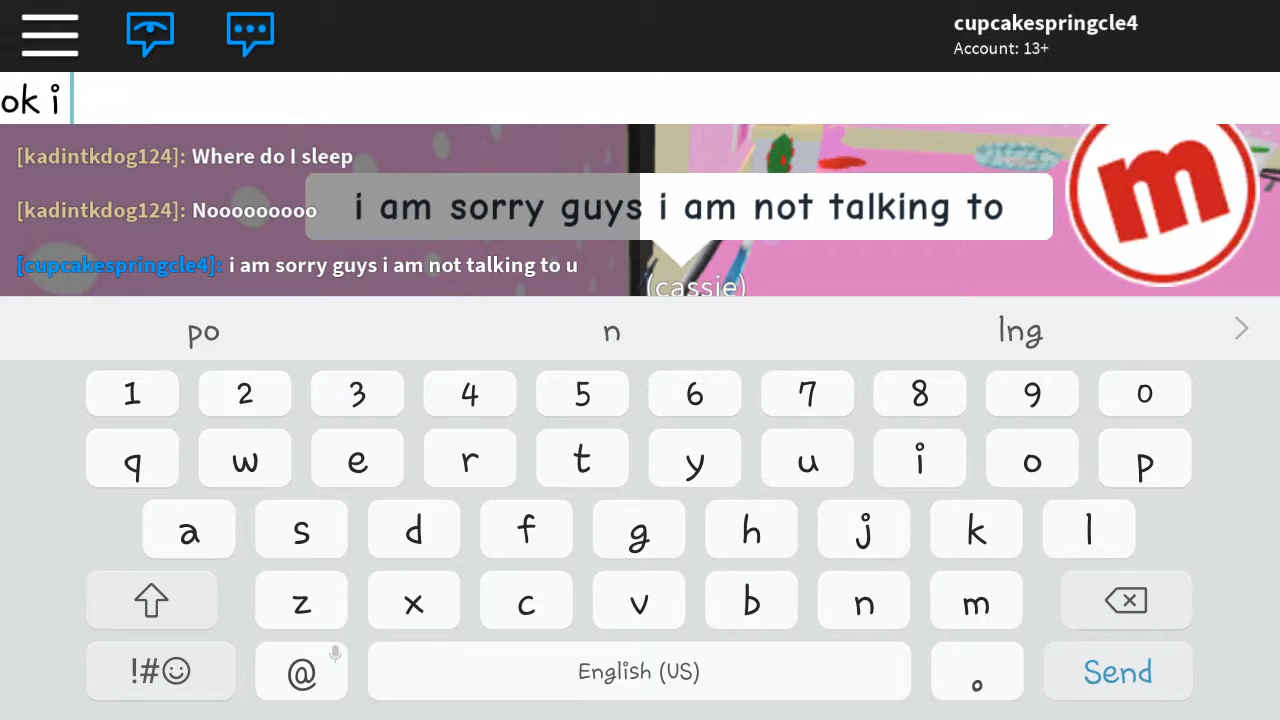 cupcakespringcle4
Account: 13+
ok i
[kadintkdog124]: Where do I sleep
[kadintkdog124]: Nooooooooo
i am sorry guys i am not talking to
m
[cupcakespringcle4]: i am sorry guys i am not talking to u
(cassie)
po n lng
1 2 3 4 5 6 7 8 9 0
q w e r t y u i o p
a s d f g h j k l
z x c v b n m
!#☺ @ English (US) . Send